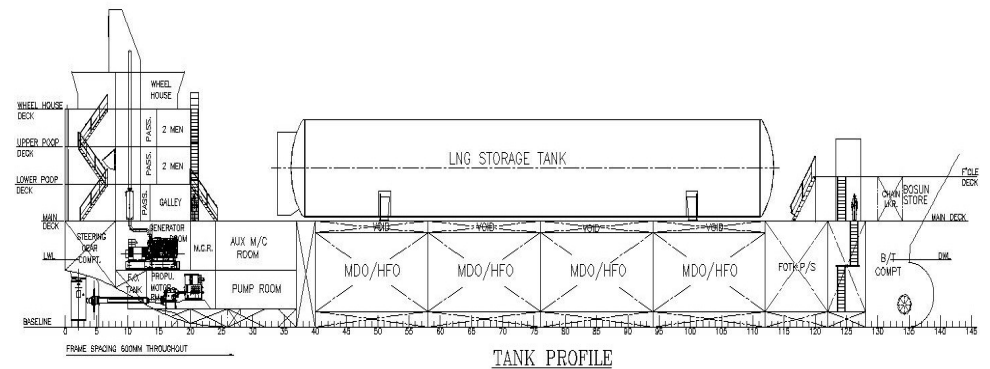 WHEEL
HOUSE
WHEEL HOUSE
DECK
PASS.
2 MEN
UPPER POOP
DECK
PASS.
2 MEN
LNG STORAGE TANK
LOWER POOP
DECK
PASS.
GALLEY
F'CLE
DECK
CHAIN
LKR.
BOSUN
STORE
MAIN
DECK
MAIN DECK
STEERING
GEAR
COMPT.
GENERATOR
ROOM
M.C.R.
AUX M/C
ROOM
VOID
VOID
VOID
VOID
LWL
DWL
MDO/HFO
MDO/HFO
MDO/HFO
MDO/HFO
FOTK P/S
B/T
COMPT
F.O.
TANK
PROPU.
MOTOR
PUMP ROOM
BASELINE
0 5 10 15 20 25 30 35 40 45 50 55 60 65 70 75 80 85 90 95 100 105 110 115 120 125 128 130 135 140 145
FRAME SPACING 600MM THROUGHOUT
TANK PROFILE